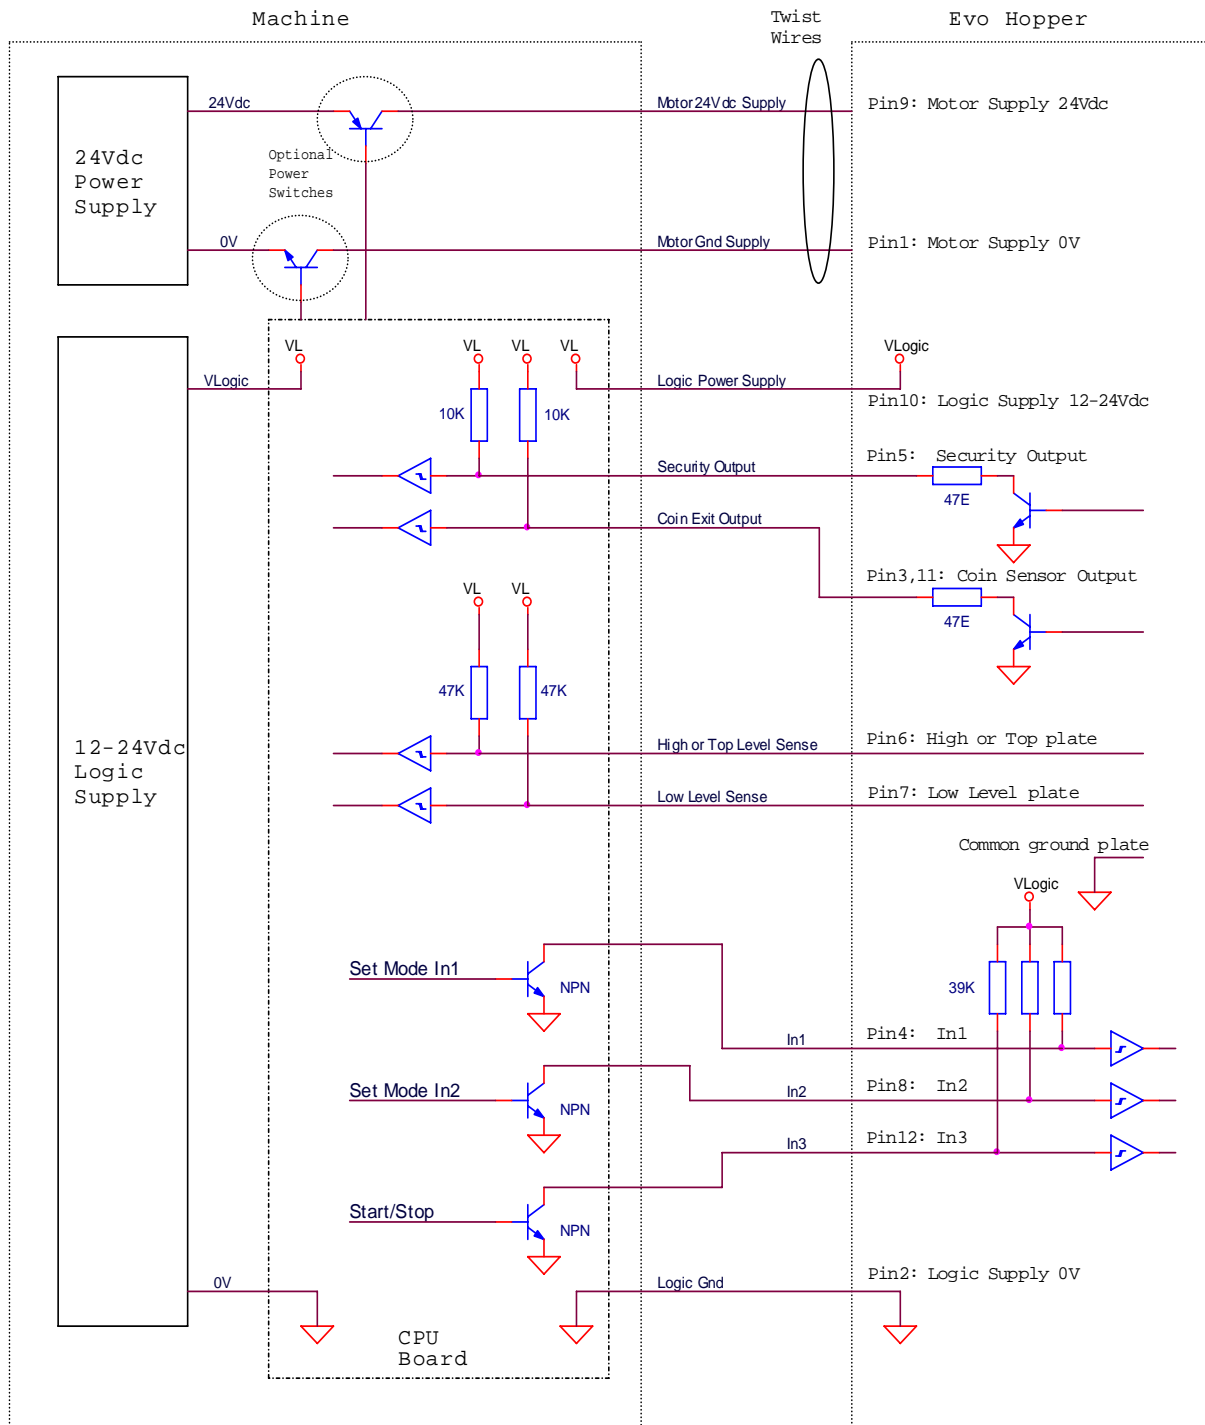 Machine
Twist
Wires
Evo Hopper
24Vdc
Power
Supply
24Vdc
Motor 24Vdc Supply
Pin9: Motor Supply 24Vdc
Optional
Power
Switches
0V
Motor Gnd Supply
Pin1: Motor Supply 0V
VL
VL
VL
VL
VLogic
VLogic
Logic Power Supply
Pin10: Logic Supply 12-24Vdc
10K
10K
Security Output
Pin5: Security Output
47E
Coin Exit Output
Pin3,11: Coin Sensor Output
47E
VL
VL
47K
47K
12-24Vdc
Logic
Supply
High or Top Level Sense
Pin6: High or Top plate
Low Level Sense
Pin7: Low Level plate
Common ground plate
VLogic
Set Mode In1
NPN
39K
In1
Pin4: In1
Set Mode In2
NPN
In2
Pin8: In2
In3
Pin12: In3
Start/Stop
NPN
0V
Logic Gnd
Pin2: Logic Supply 0V
CPU
Board